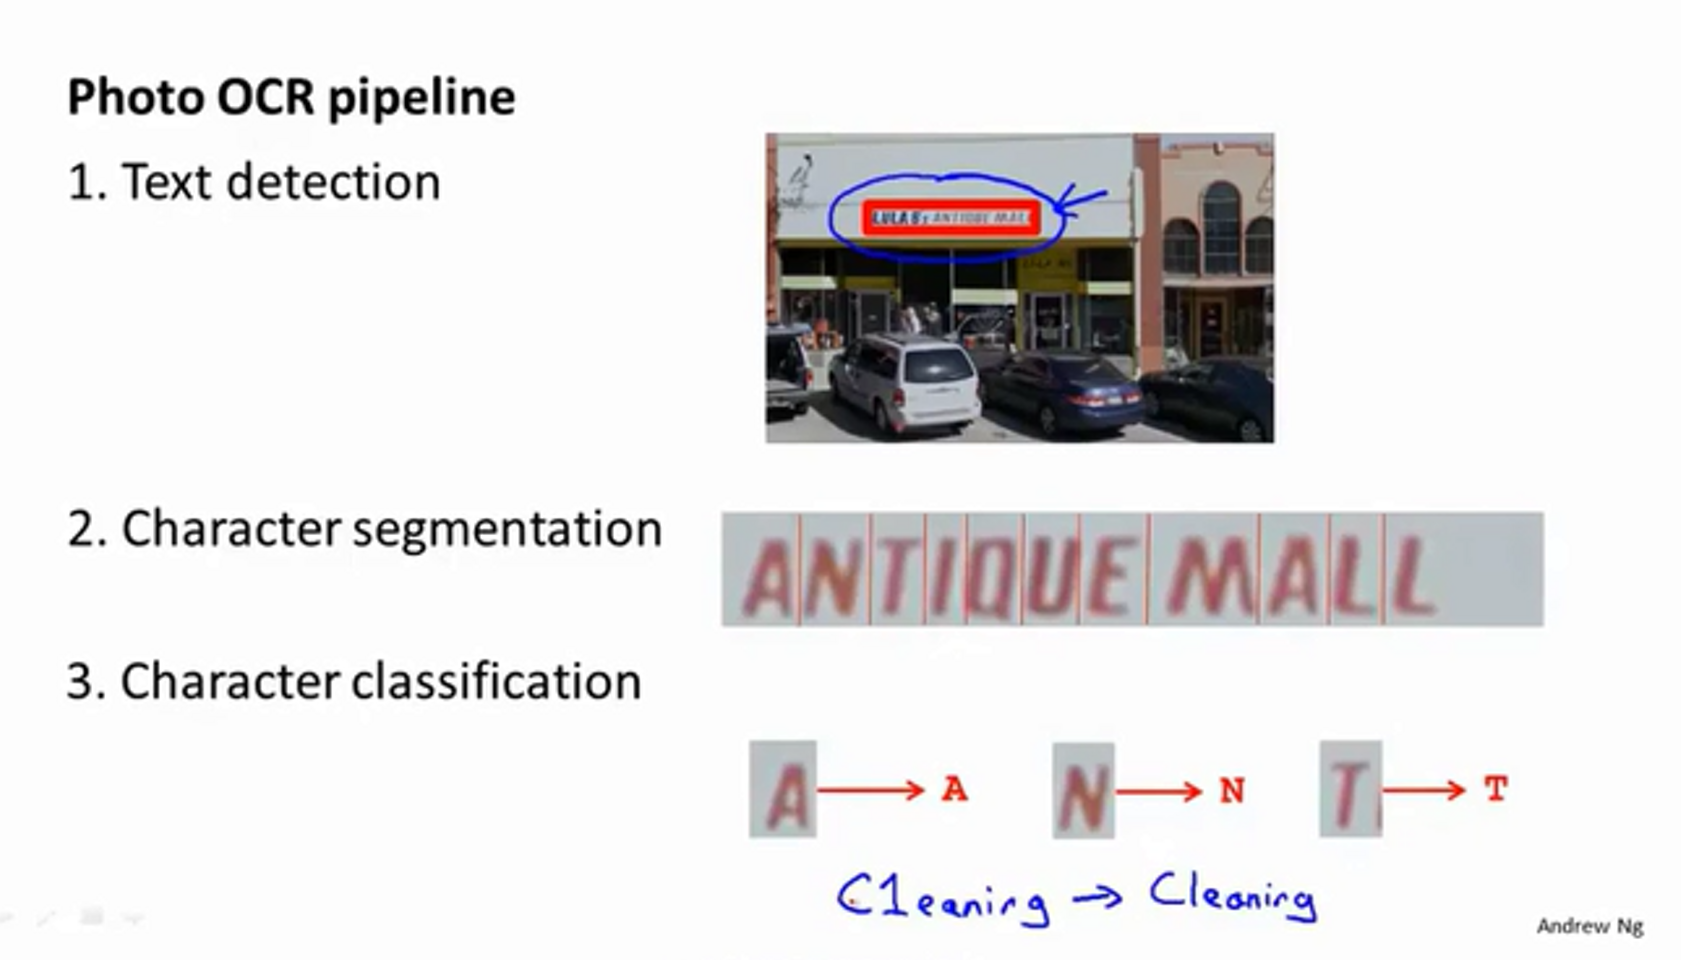 Photo OCR pipeline
1. Text detection
LULA B's ANTIQUE MALL
2. Character segmentation
ANTIQUE MALL
3. Character classification
A → A N → N T → T
C1eaning → Cleaning
Andrew Ng